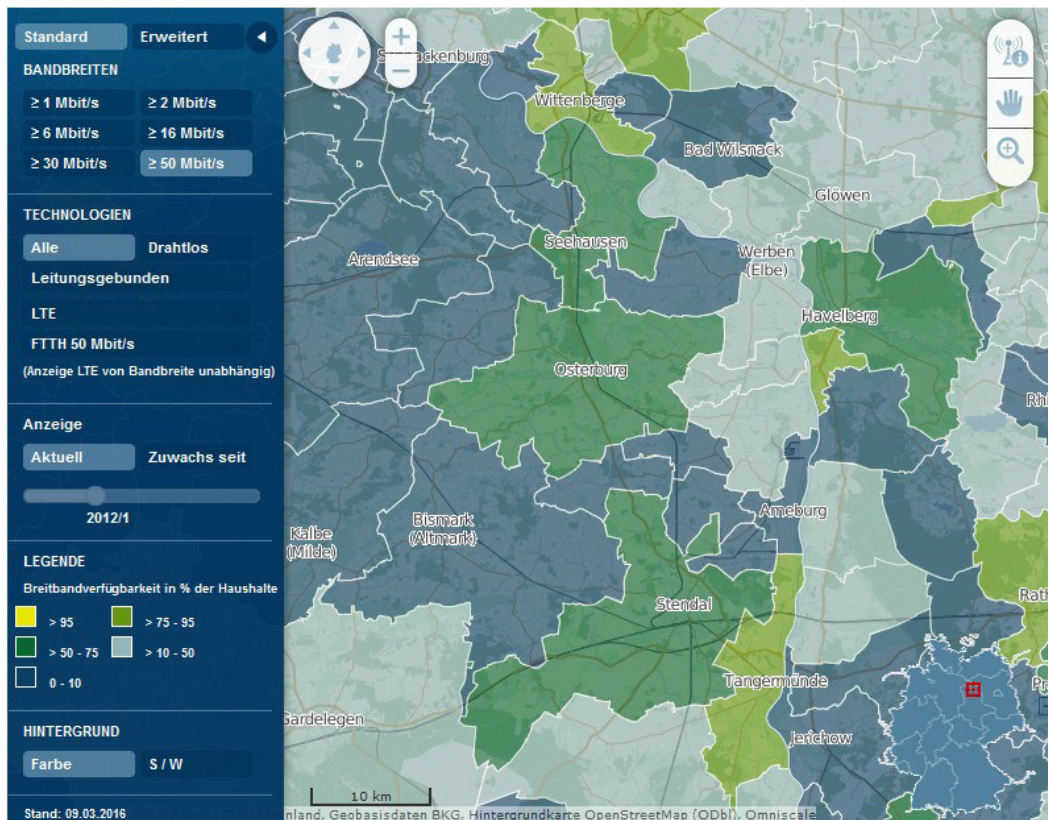 Standard Erweitert
BANDBREITEN
≥ 1 Mbit/s ≥ 2 Mbit/s
≥ 6 Mbit/s ≥ 16 Mbit/s
≥ 30 Mbit/s ≥ 50 Mbit/s
TECHNOLOGIEN
Alle Drahtlos
Leitungsgebunden
LTE
FTTH 50 Mbit/s
(Anzeige LTE von Bandbreite unabhängig)
Anzeige
Aktuell Zuwachs seit
2012/1
LEGENDE
Breitbandverfügbarkeit in % der Haushalte
> 95 > 75 - 95
> 50 - 75 > 10 - 50
0 - 10
HINTERGRUND
Farbe S / W
Stand: 09.03.2016
Wittenberge
Bad Wilsnack
Glöwen
Seehausen
Arendsee
Werben
(Elbe)
Havelberg
Osterburg
Rhi
Arneburg
Bismark
(Altmark)
Kalbe
(Milde)
Stendal
Rath
Tangermünde
Pr
Gardelegen
Jerichow
10 km
nland, Geobasisdaten BKG, Hintergrundkarte OpenStreetMap (ODbl), Omniscale